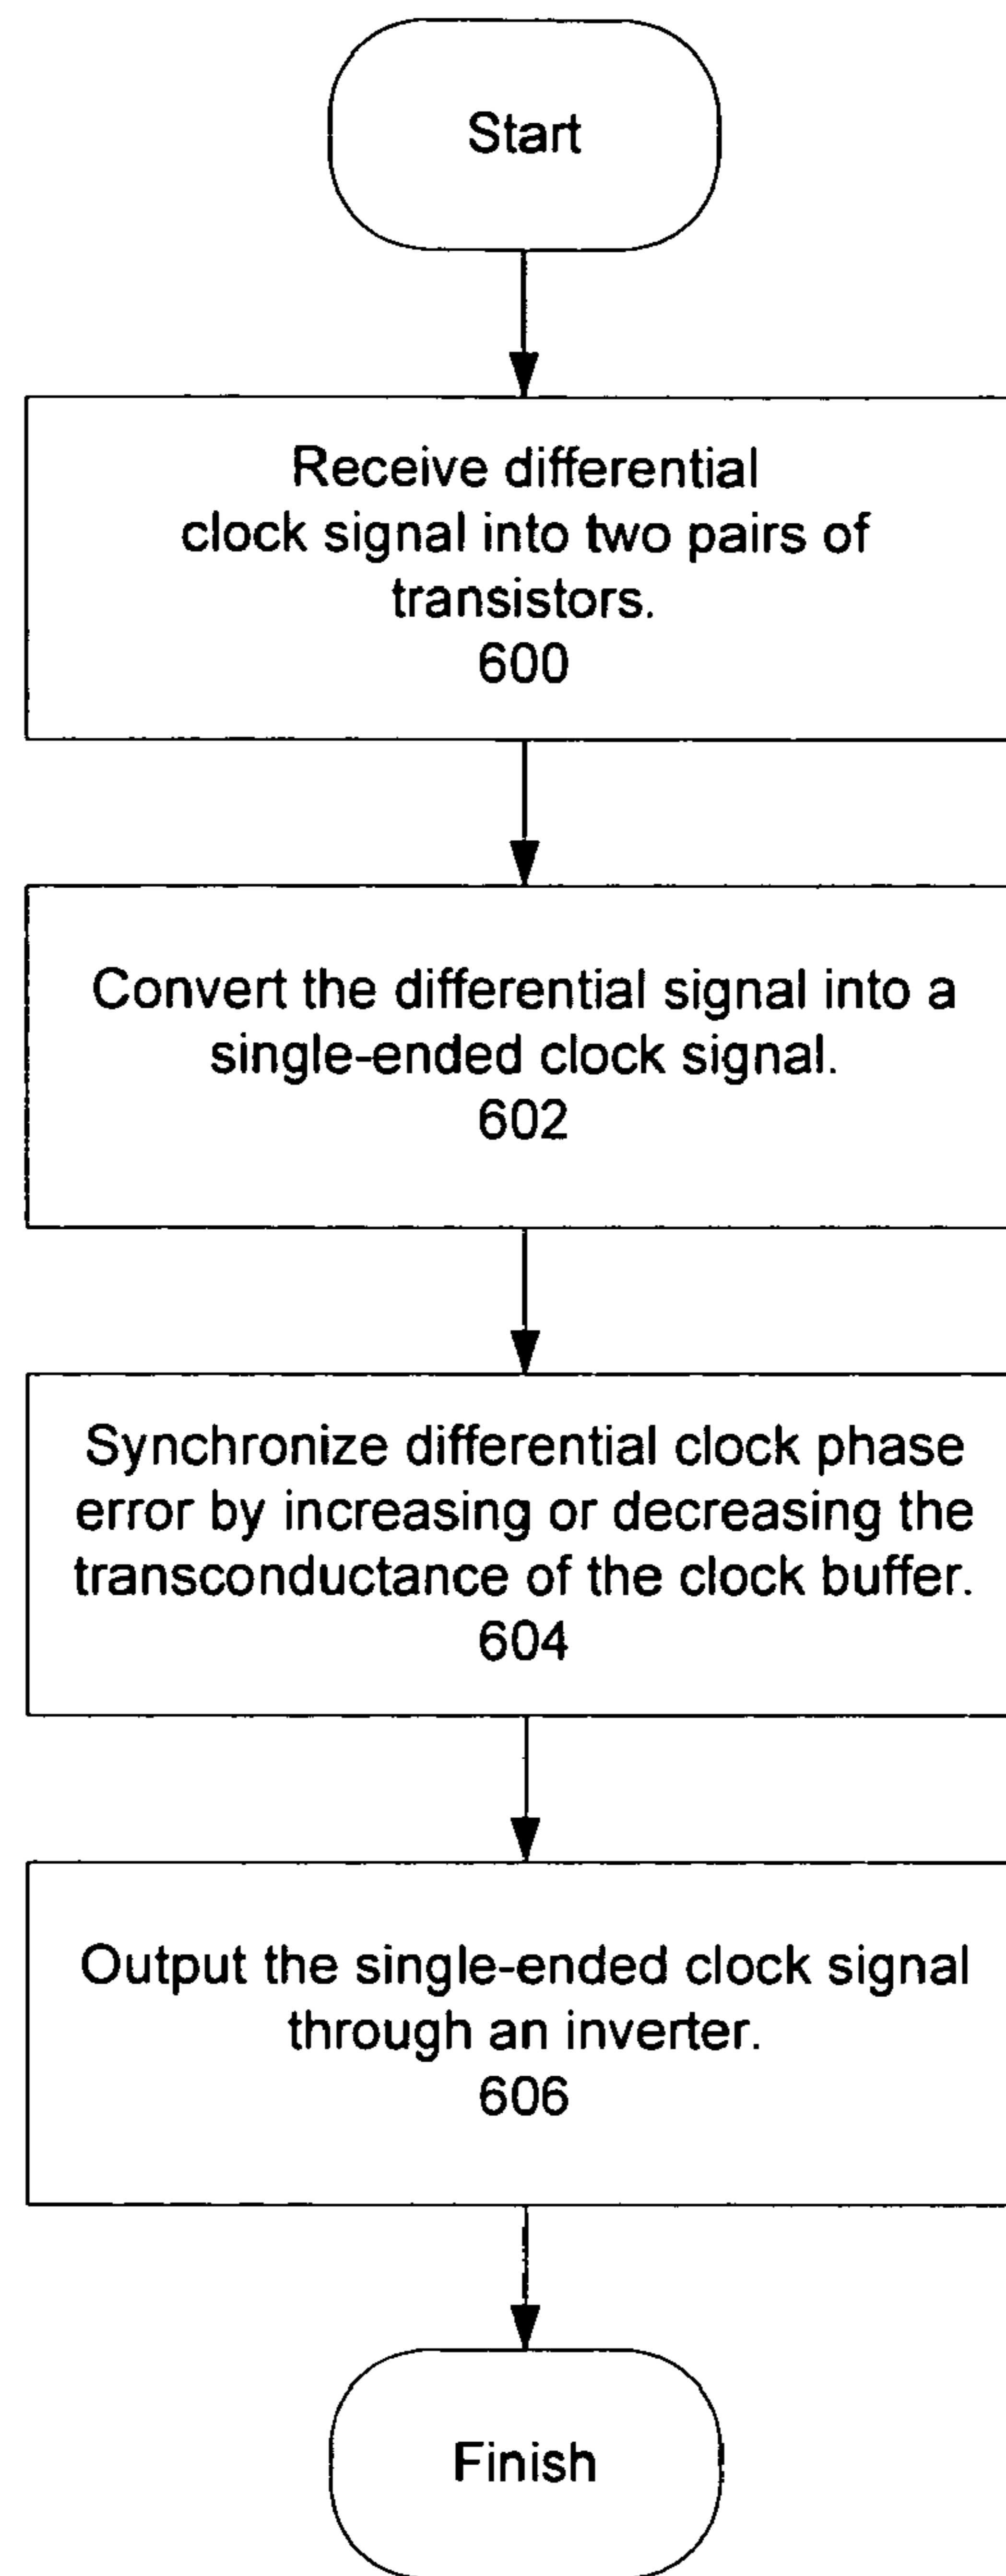 Start
Receive differential
clock signal into two pairs of
transistors.
600
Convert the differential signal into a
single-ended clock signal.
602
Synchronize differential clock phase
error by increasing or decreasing the
transconductance of the clock buffer.
604
Output the single-ended clock signal
through an inverter.
606
Finish